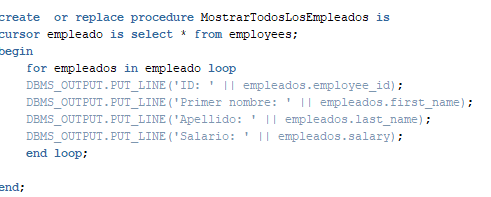 create  or replace procedure MostrarTodosLosEmpleados is
cursor empleado is select * from employees;
begin
    for empleados in empleado loop
    DBMS_OUTPUT.PUT_LINE('ID: ' || empleados.employee_id);
    DBMS_OUTPUT.PUT_LINE('Primer nombre: ' || empleados.first_name);
    DBMS_OUTPUT.PUT_LINE('Apellido: ' || empleados.last_name);
    DBMS_OUTPUT.PUT_LINE('Salario: ' || empleados.salary);
    end loop;

end;